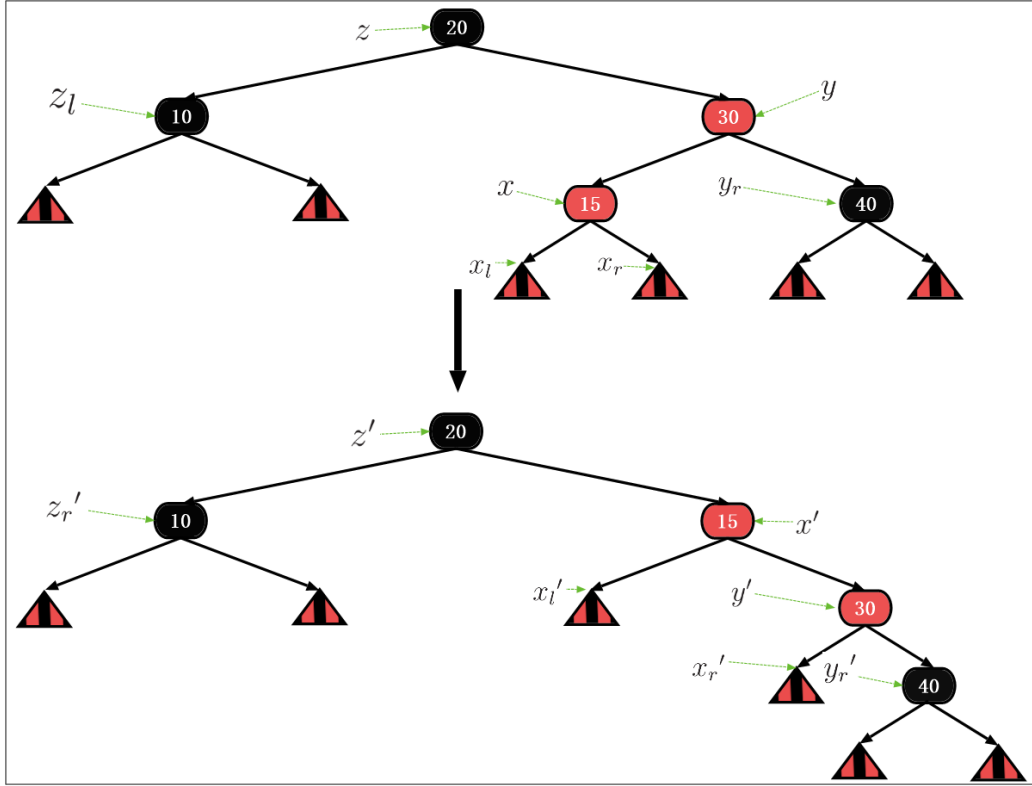 z 20
z_l 10 30 y
x 15 y_r 40
x_l x_r
z' 20
z_r' 10 15 x'
x_l' y' 30
x_r' y_r' 40